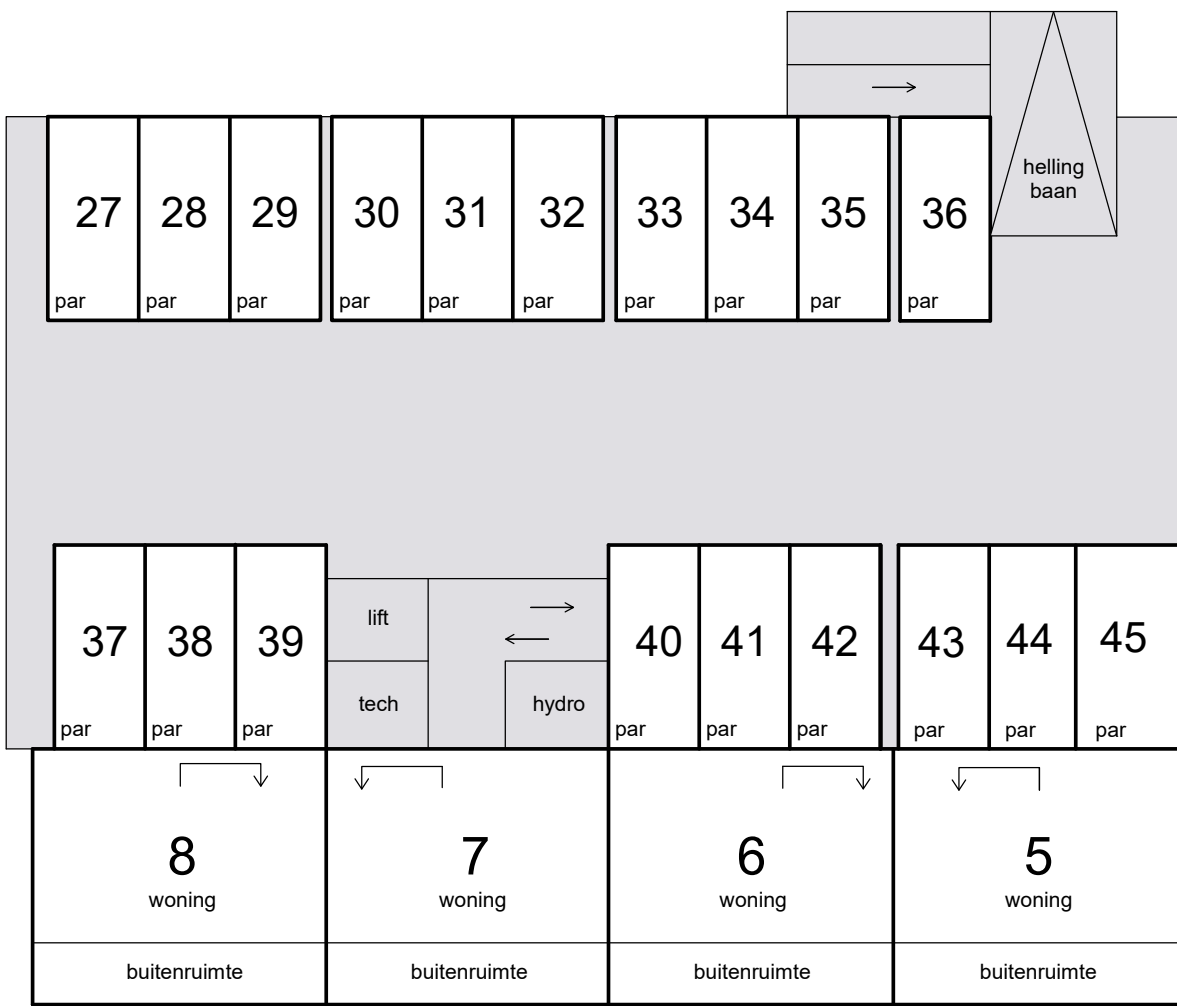 helling
baan
27 28 29 30 31 32 33 34 35 36
par par par par par par par par par par
lift
37 38 39 40 41 42 43 44 45
tech hydro
par par par par par par par par par
8 7 6 5
woning woning woning woning
buitenruimte buitenruimte buitenruimte buitenruimte